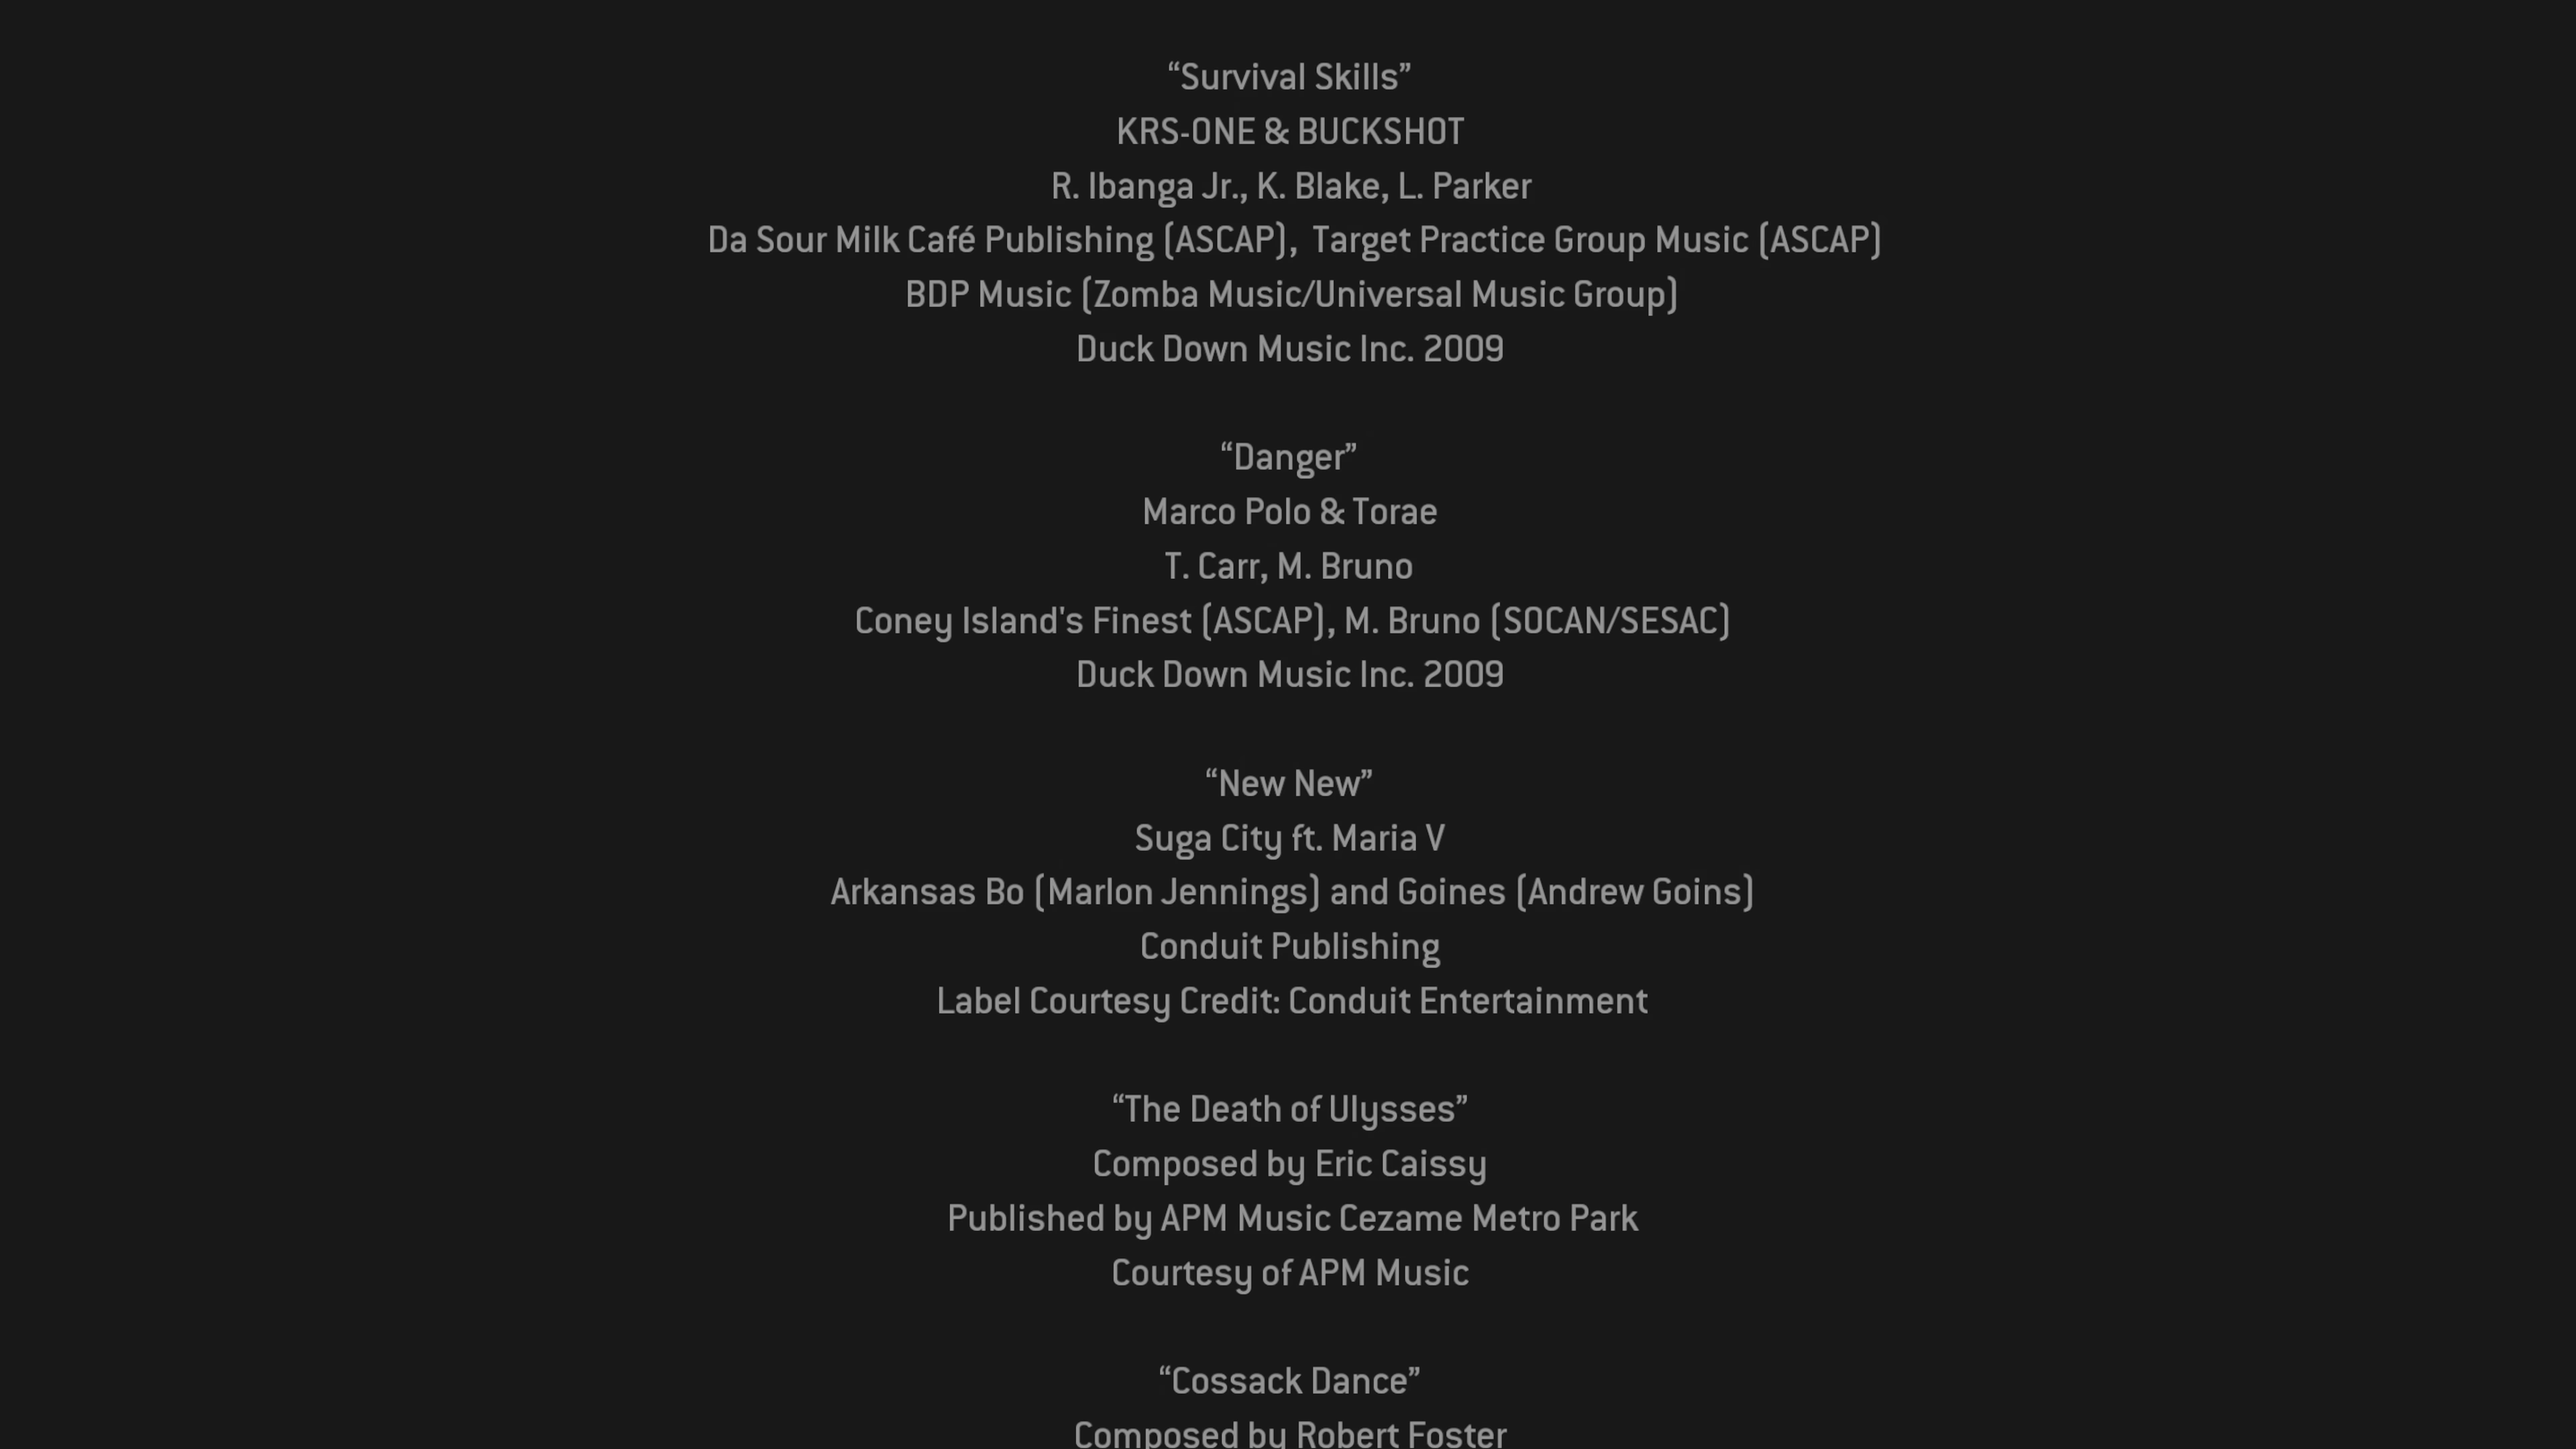 “Survival Skills”
KRS-ONE & BUCKSHOT
R. Ibanga Jr., K. Blake, L. Parker
Da Sour Milk Café Publishing (ASCAP),  Target Practice Group Music (ASCAP)
BDP Music (Zomba Music/Universal Music Group)
Duck Down Music Inc. 2009
“Danger”
Marco Polo & Torae
T. Carr, M. Bruno
Coney Island's Finest (ASCAP), M. Bruno (SOCAN/SESAC)
Duck Down Music Inc. 2009
“New New”
Suga City ft. Maria V
Arkansas Bo (Marlon Jennings) and Goines (Andrew Goins)
Conduit Publishing
Label Courtesy Credit: Conduit Entertainment
“The Death of Ulysses”
Composed by Eric Caissy
Published by APM Music Cezame Metro Park
Courtesy of APM Music
“Cossack Dance”
Composed by Robert Foster